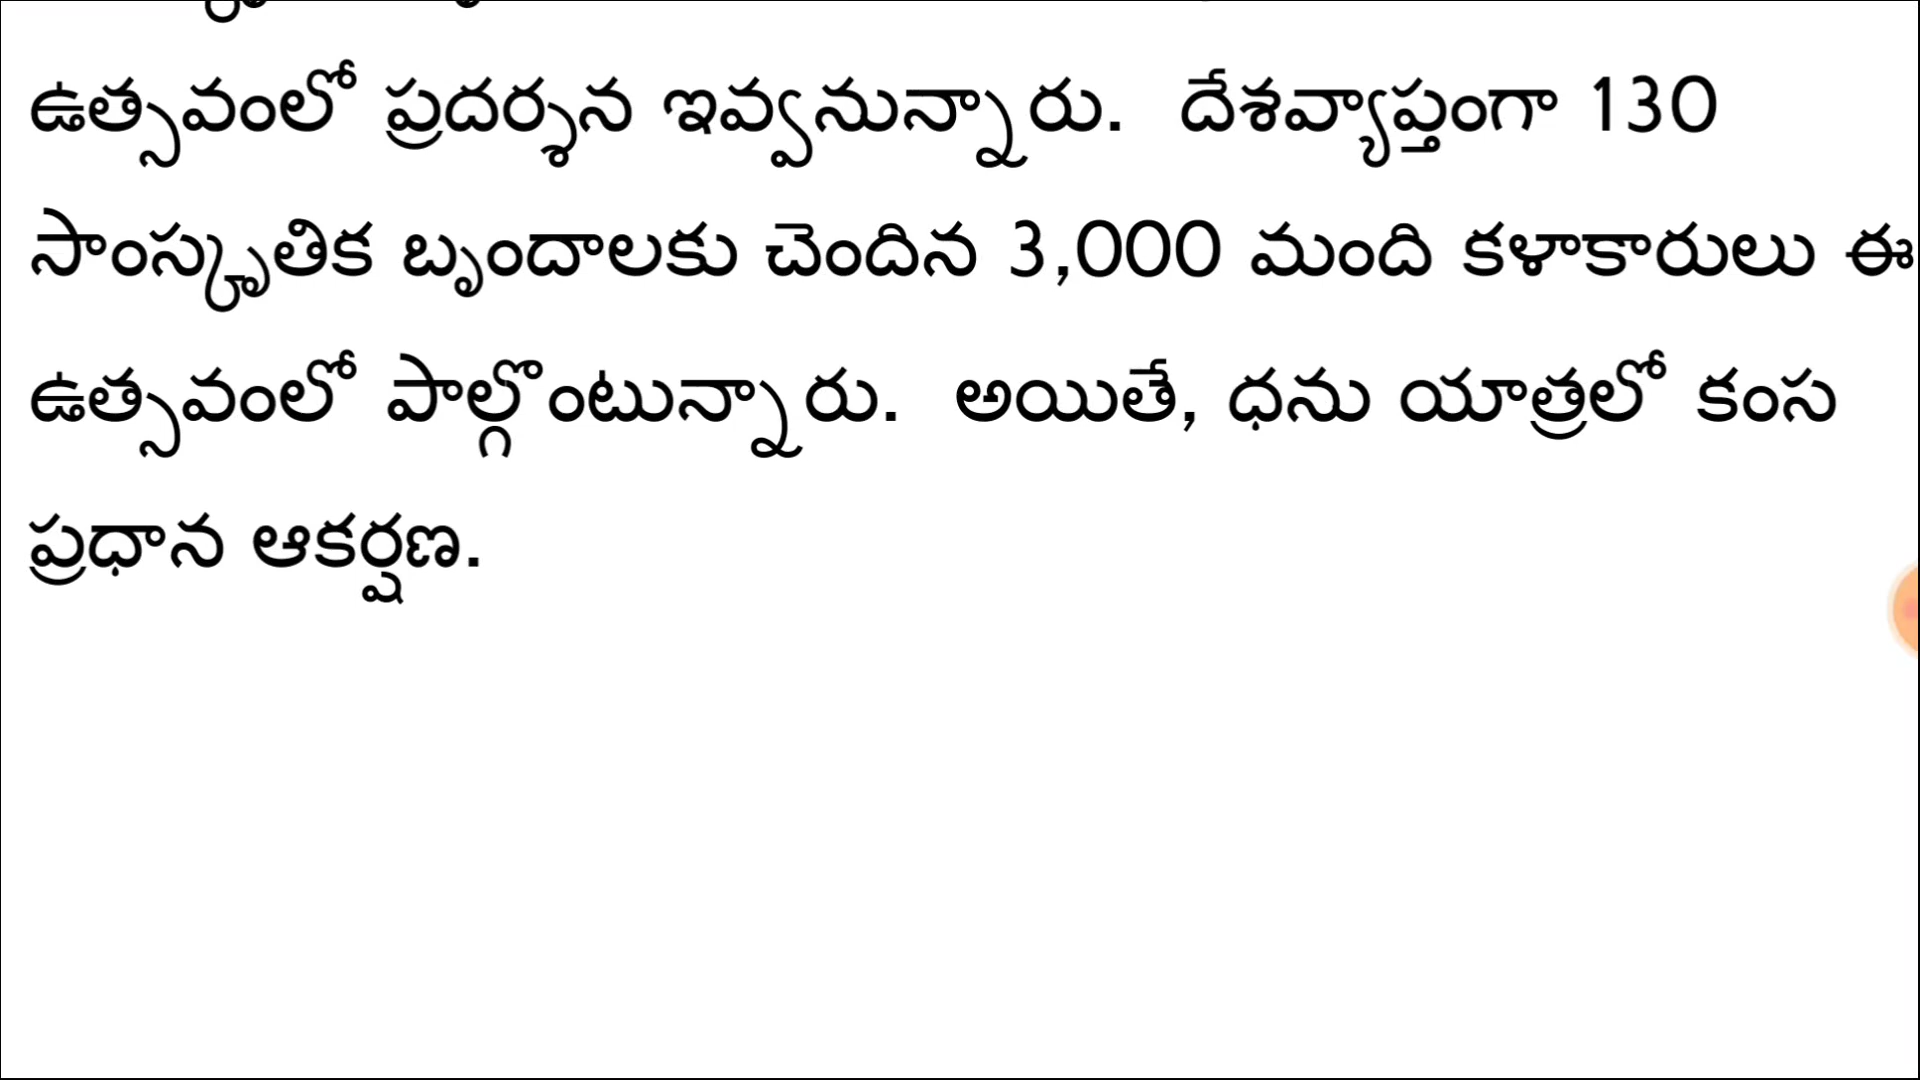 ఉత్సవంలో ప్రదర్శన ఇవ్వనున్నారు. దేశవ్యాప్తంగా 130
సాంస్కృతిక బృందాలకు చెందిన 3,000 మంది కళాకారులు ఈ
ఉత్సవంలో పాల్గొంటున్నారు. అయితే, ధను యాత్రలో కంస
ప్రధాన ఆకర్షణ.